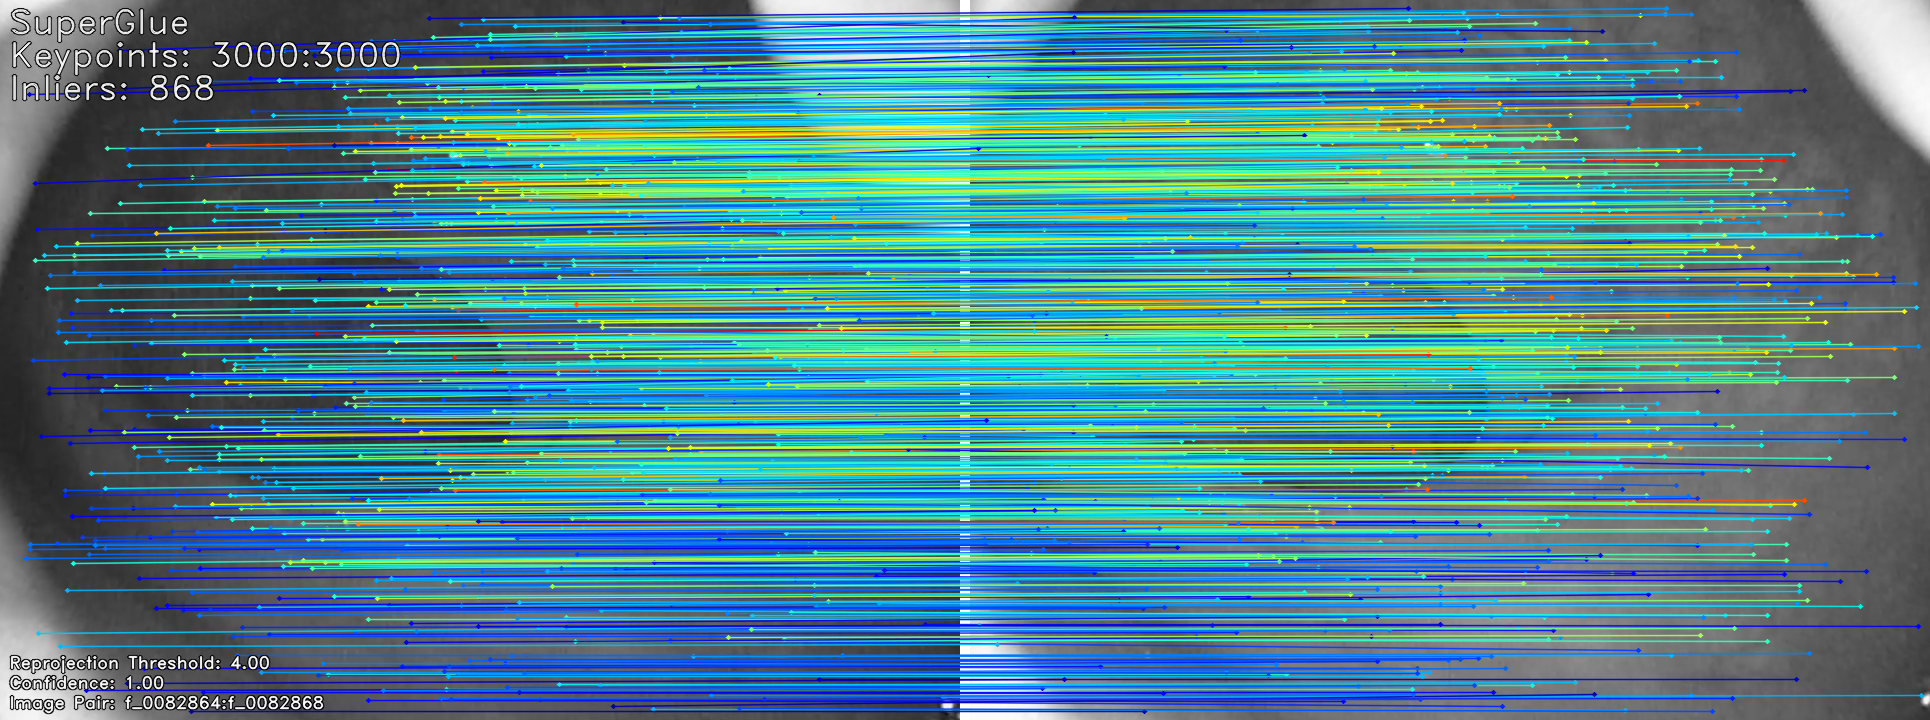 SuperGlue
Keypoints: 3000:3000
Inliers: 868
Reprojection Threshold: 4.00
Confidence: 1.00
Image Pair: f_0082864:f_0082868